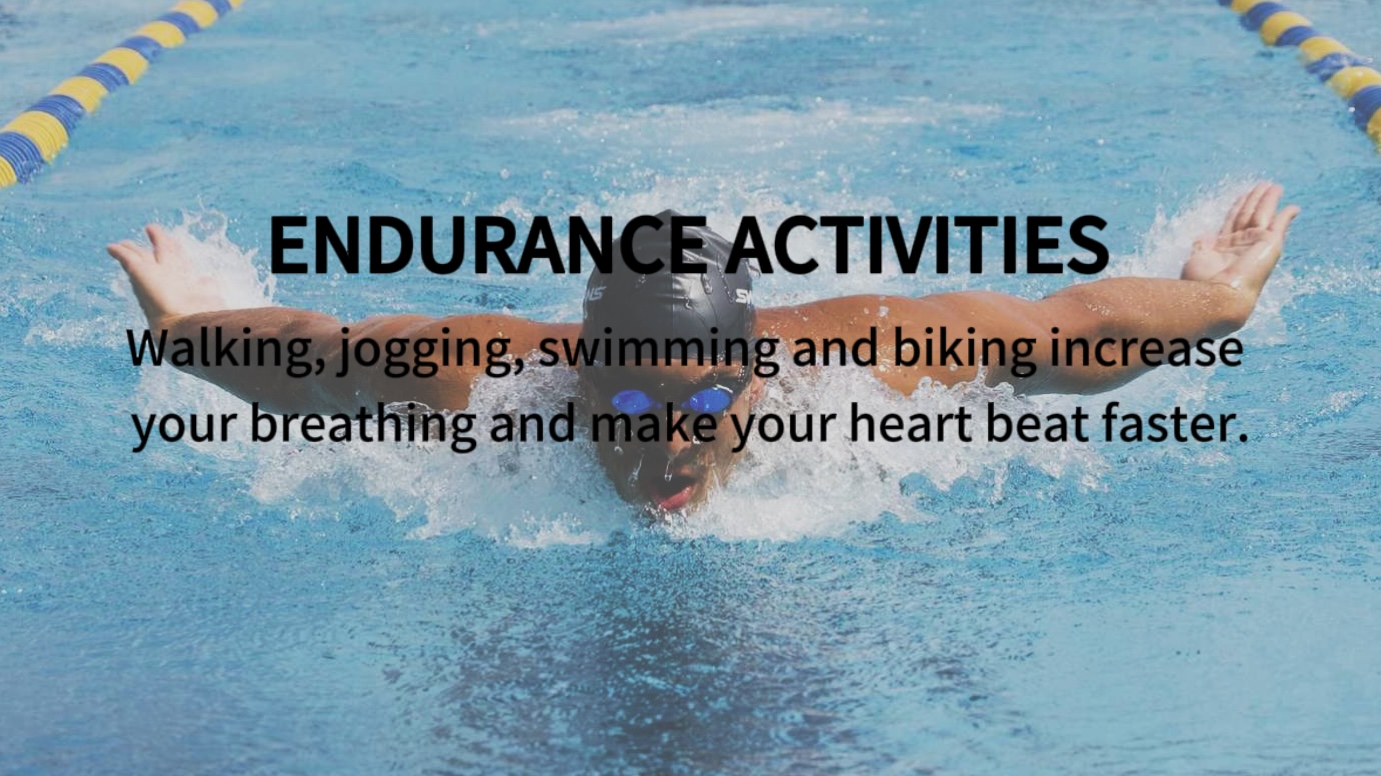 ENDURANCE ACTIVITIES
Walking, jogging, swimming and biking increase
your breathing and make your heart beat faster.